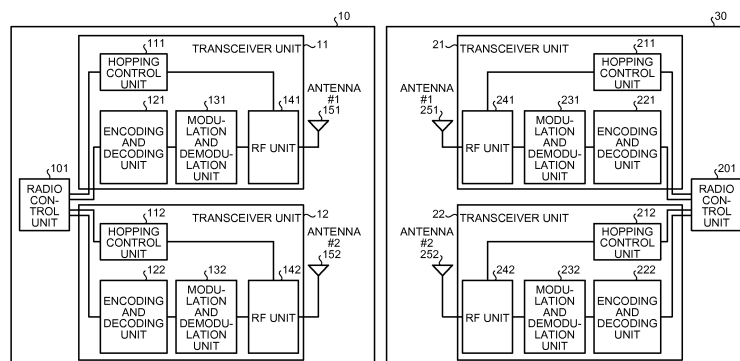 10
30
111
TRANSCEIVER UNIT
11
HOPPING
CONTROL
UNIT
121
131
141
ANTENNA
#1
151
ENCODING
AND
DECODING
UNIT
MODU-
LATION
AND
DEMODU-
LATION
UNIT
RF UNIT
101
RADIO
CON-
TROL
UNIT
112
TRANSCEIVER UNIT
12
HOPPING
CONTROL
UNIT
122
132
142
ANTENNA
#2
152
ENCODING
AND
DECODING
UNIT
MODU-
LATION
AND
DEMODU-
LATION
UNIT
RF UNIT
21
TRANSCEIVER UNIT
211
HOPPING
CONTROL
UNIT
ANTENNA
#1
251
241
231
221
RF UNIT
MODU-
LATION
AND
DEMODU-
LATION
UNIT
ENCODING
AND
DECODING
UNIT
201
RADIO
CON-
TROL
UNIT
22
TRANSCEIVER UNIT
212
HOPPING
CONTROL
UNIT
ANTENNA
#2
252
242
232
222
RF UNIT
MODU-
LATION
AND
DEMODU-
LATION
UNIT
ENCODING
AND
DECODING
UNIT